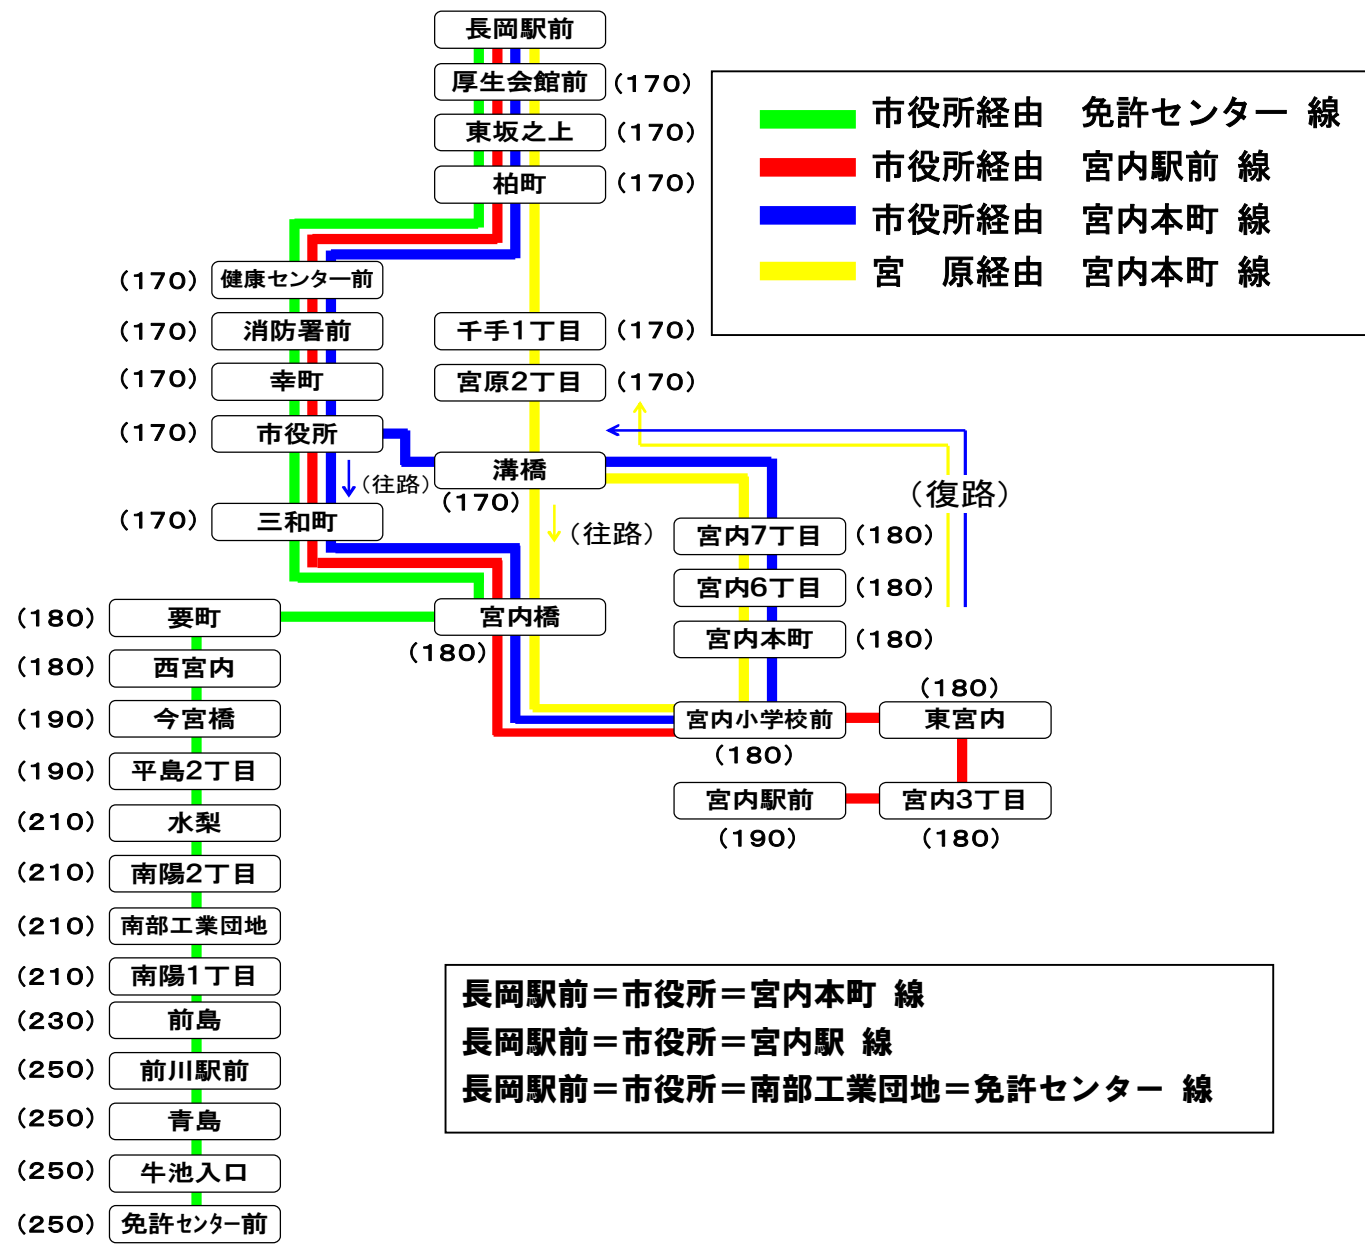 長岡駅前
厚生会館前 (170)
東坂之上 (170)
柏町 (170)
市役所経由 免許センター 線
市役所経由 宮内駅前 線
市役所経由 宮内本町 線
宮 原経由 宮内本町 線
(170) 健康センター前
(170) 消防署前
(170) 幸町
(170) 市役所
(往路)
(170) 三和町
千手1丁目 (170)
宮原2丁目 (170)
溝橋
(170)
(往路)
(復路)
宮内7丁目 (180)
宮内6丁目 (180)
宮内本町 (180)
宮内橋
(180)
宮内小学校前
(180)
(180)
東宮内
宮内3丁目
(180)
宮内駅前
(190)
(180) 要町
(180) 西宮内
(190) 今宮橋
(190) 平島2丁目
(210) 水梨
(210) 南陽2丁目
(210) 南部工業団地
(210) 南陽1丁目
(230) 前島
(250) 前川駅前
(250) 青島
(250) 牛池入口
(250) 免許センター前
長岡駅前=市役所=宮内本町 線
長岡駅前=市役所=宮内駅 線
長岡駅前=市役所=南部工業団地=免許センター 線